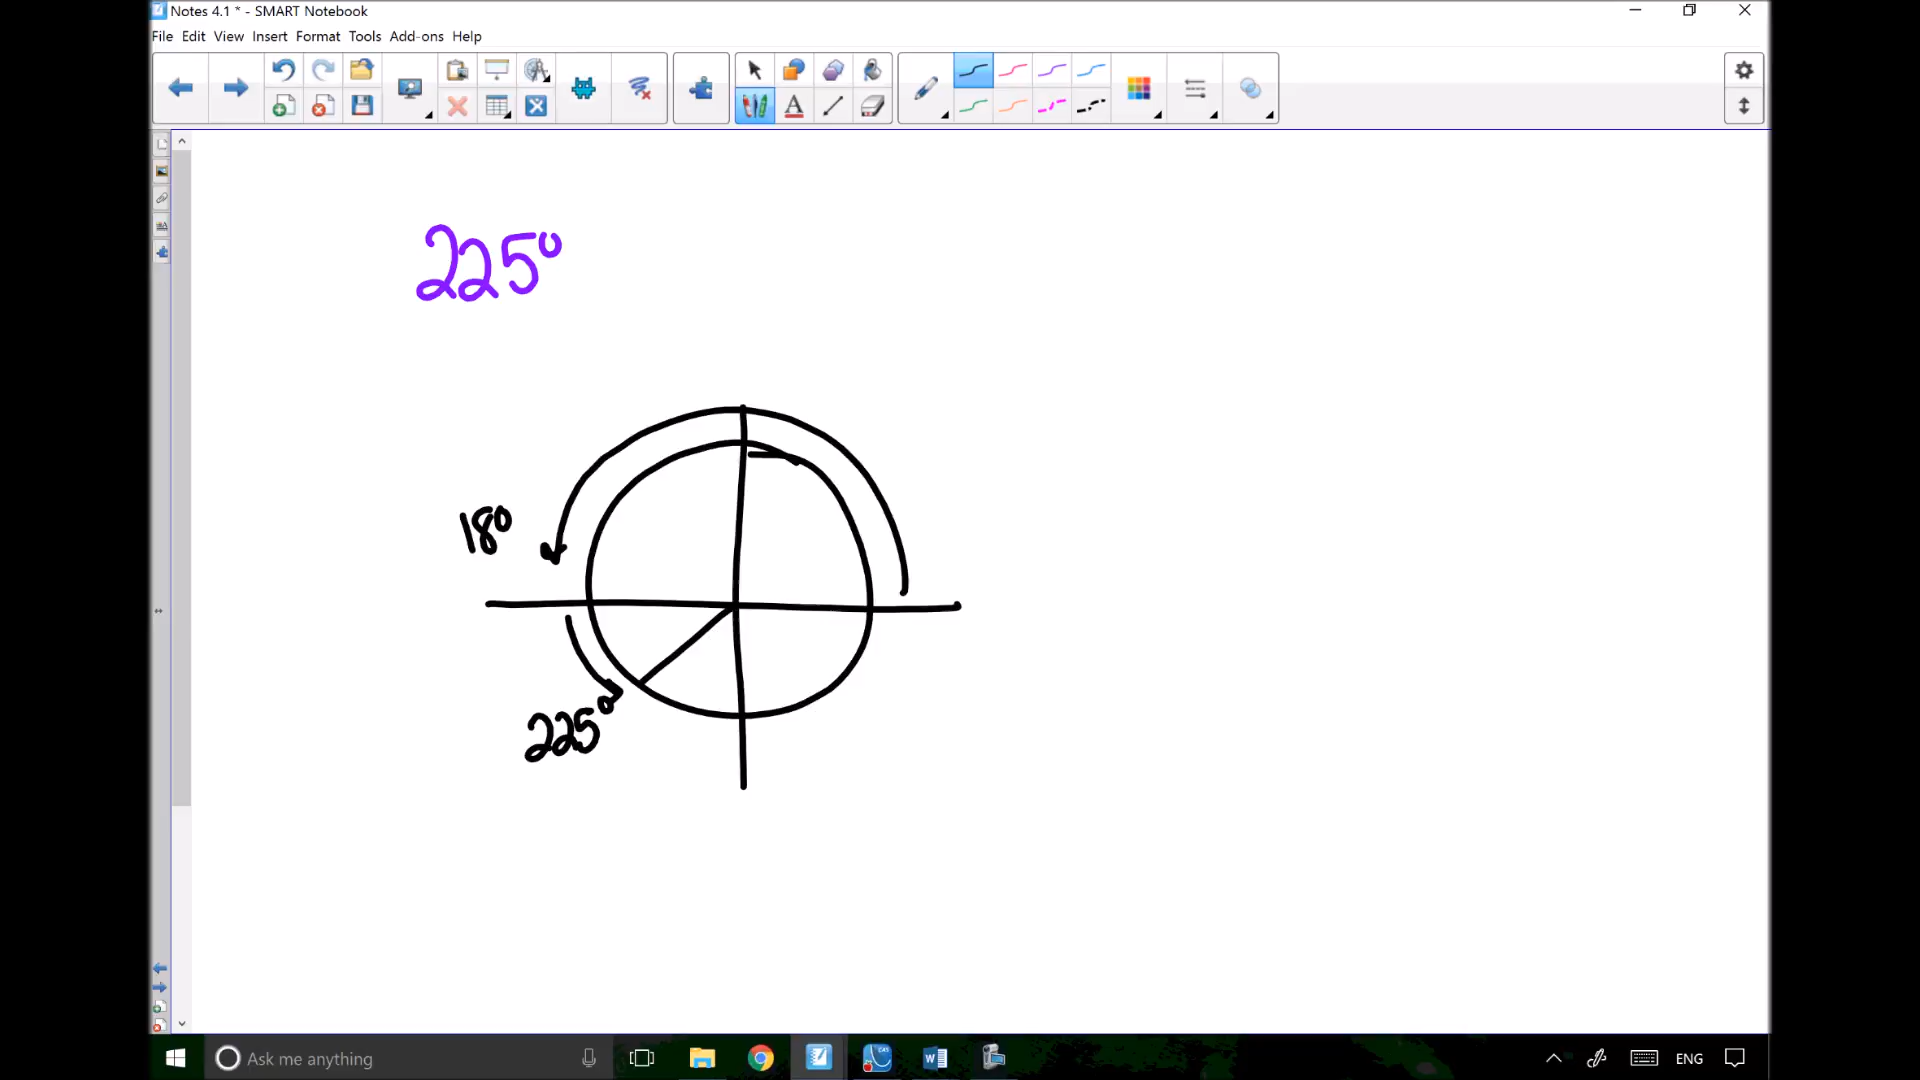 Notes 4.1 * - SMART Notebook
File Edit View Insert Format Tools Add-ons Help
225°
180
225°
Ask me anything
ENG